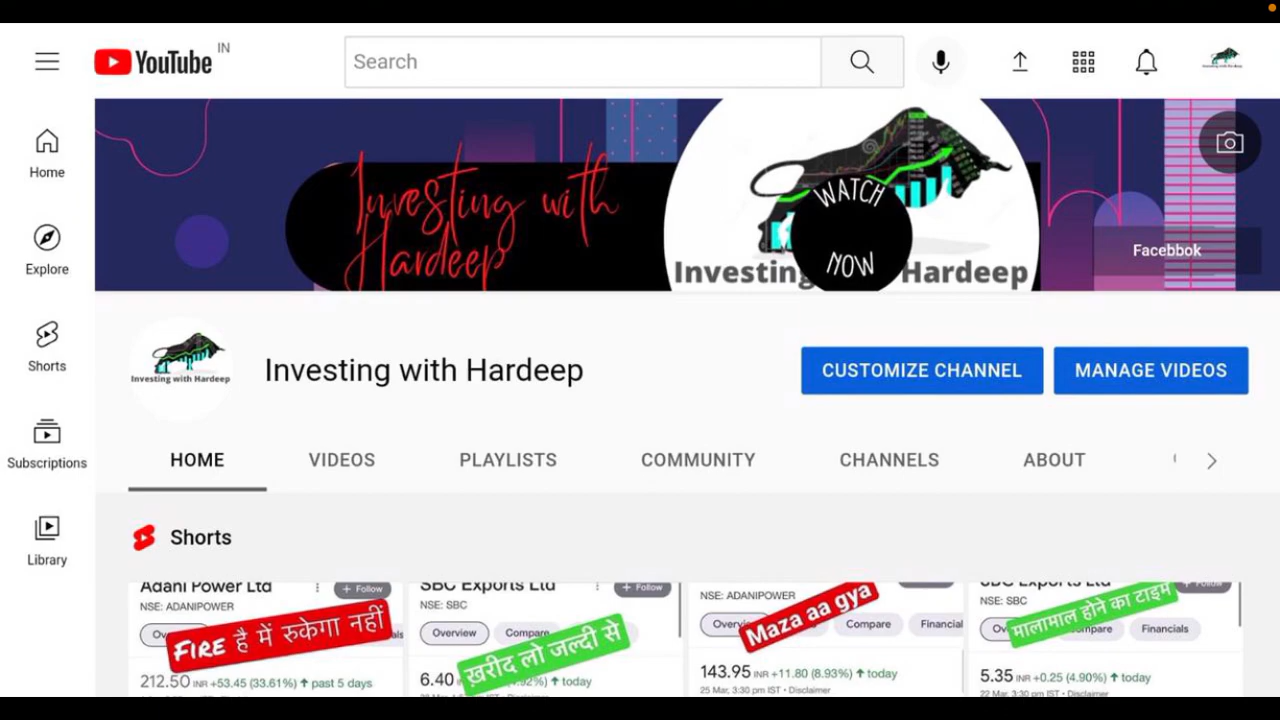 YouTube IN
Search
Home
Explore
Shorts
Subscriptions
Library
Investing with
Hardeep
WATCH
NOW
Investing Hardeep
Facebbok
Investing with Hardeep
Investing with Hardeep
CUSTOMIZE CHANNEL
MANAGE VIDEOS
HOME
VIDEOS
PLAYLISTS
COMMUNITY
CHANNELS
ABOUT
Shorts
Adani Power Ltd
+ Follow
NSE: ADANIPOWER
FIRE है में रुकेगा नहीं
212.50 INR +53.45 (33.61%) ↑ past 5 days
SBC Exports Ltd
+ Follow
NSE: SBC
Overview
Compare
ख़रीद लो जल्दी से
6.40
↑ today
NSE: ADANIPOWER
Maza aa gya
Compare
Financial
143.95 INR +11.80 (8.93%) ↑ today
25 Mar, 3:30 pm IST • Disclaimer
SBC Exports Ltd
+ Follow
NSE: SBC
मालामाल होने का टाइम
Financials
5.35 INR +0.25 (4.90%) ↑ today
22 Mar, 3:30 pm IST • Disclaimer